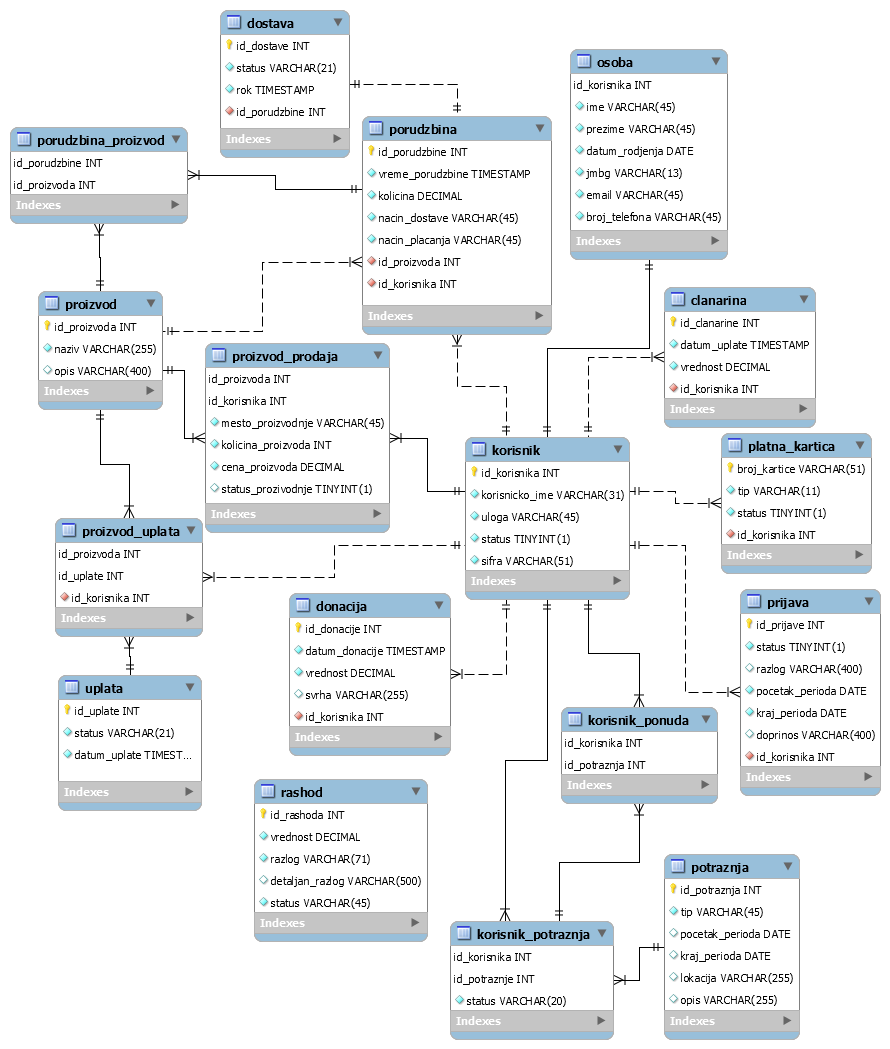 dostava
id_dostave INT
status VARCHAR(21)
rok TIMESTAMP
id_porudzbine INT
Indexes
osoba
id_korisnika INT
ime VARCHAR(45)
prezime VARCHAR(45)
datum_rodjenja DATE
jmbg VARCHAR(13)
email VARCHAR(45)
broj_telefona VARCHAR(45)
Indexes
porudzbina_proizvod
id_porudzbine INT
id_proizvoda INT
Indexes
porudzbina
id_porudzbine INT
vreme_porudzbine TIMESTAMP
kolicina DECIMAL
nacin_dostave VARCHAR(45)
nacin_placanja VARCHAR(45)
id_proizvoda INT
id_korisnika INT
Indexes
proizvod
id_proizvoda INT
naziv VARCHAR(255)
opis VARCHAR(400)
Indexes
clanarina
id_clanarine INT
datum_uplate TIMESTAMP
vrednost DECIMAL
id_korisnika INT
Indexes
proizvod_prodaja
id_proizvoda INT
id_korisnika INT
mesto_proizvodnje VARCHAR(45)
kolicina_proizvoda INT
cena_proizvoda DECIMAL
status_prozivodnje TINYINT(1)
Indexes
korisnik
id_korisnika INT
korisnicko_ime VARCHAR(31)
uloga VARCHAR(45)
status TINYINT(1)
sifra VARCHAR(51)
Indexes
platna_kartica
broj_kartice VARCHAR(51)
tip VARCHAR(11)
status TINYINT(1)
id_korisnika INT
Indexes
proizvod_uplata
id_proizvoda INT
id_uplate INT
id_korisnika INT
Indexes
donacija
id_donacije INT
datum_donacije TIMESTAMP
vrednost DECIMAL
svrha VARCHAR(255)
id_korisnika INT
Indexes
prijava
id_prijave INT
status TINYINT(1)
razlog VARCHAR(400)
pocetak_perioda DATE
kraj_perioda DATE
doprinos VARCHAR(400)
id_korisnika INT
Indexes
uplata
id_uplate INT
status VARCHAR(21)
datum_uplate TIMEST...
Indexes
korisnik_ponuda
id_korisnika INT
id_potraznja INT
Indexes
rashod
id_rashoda INT
vrednost DECIMAL
razlog VARCHAR(71)
detaljan_razlog VARCHAR(500)
status VARCHAR(45)
Indexes
potraznja
id_potraznja INT
tip VARCHAR(45)
pocetak_perioda DATE
kraj_perioda DATE
lokacija VARCHAR(255)
opis VARCHAR(255)
Indexes
korisnik_potraznja
id_korisnika INT
id_potraznje INT
status VARCHAR(20)
Indexes